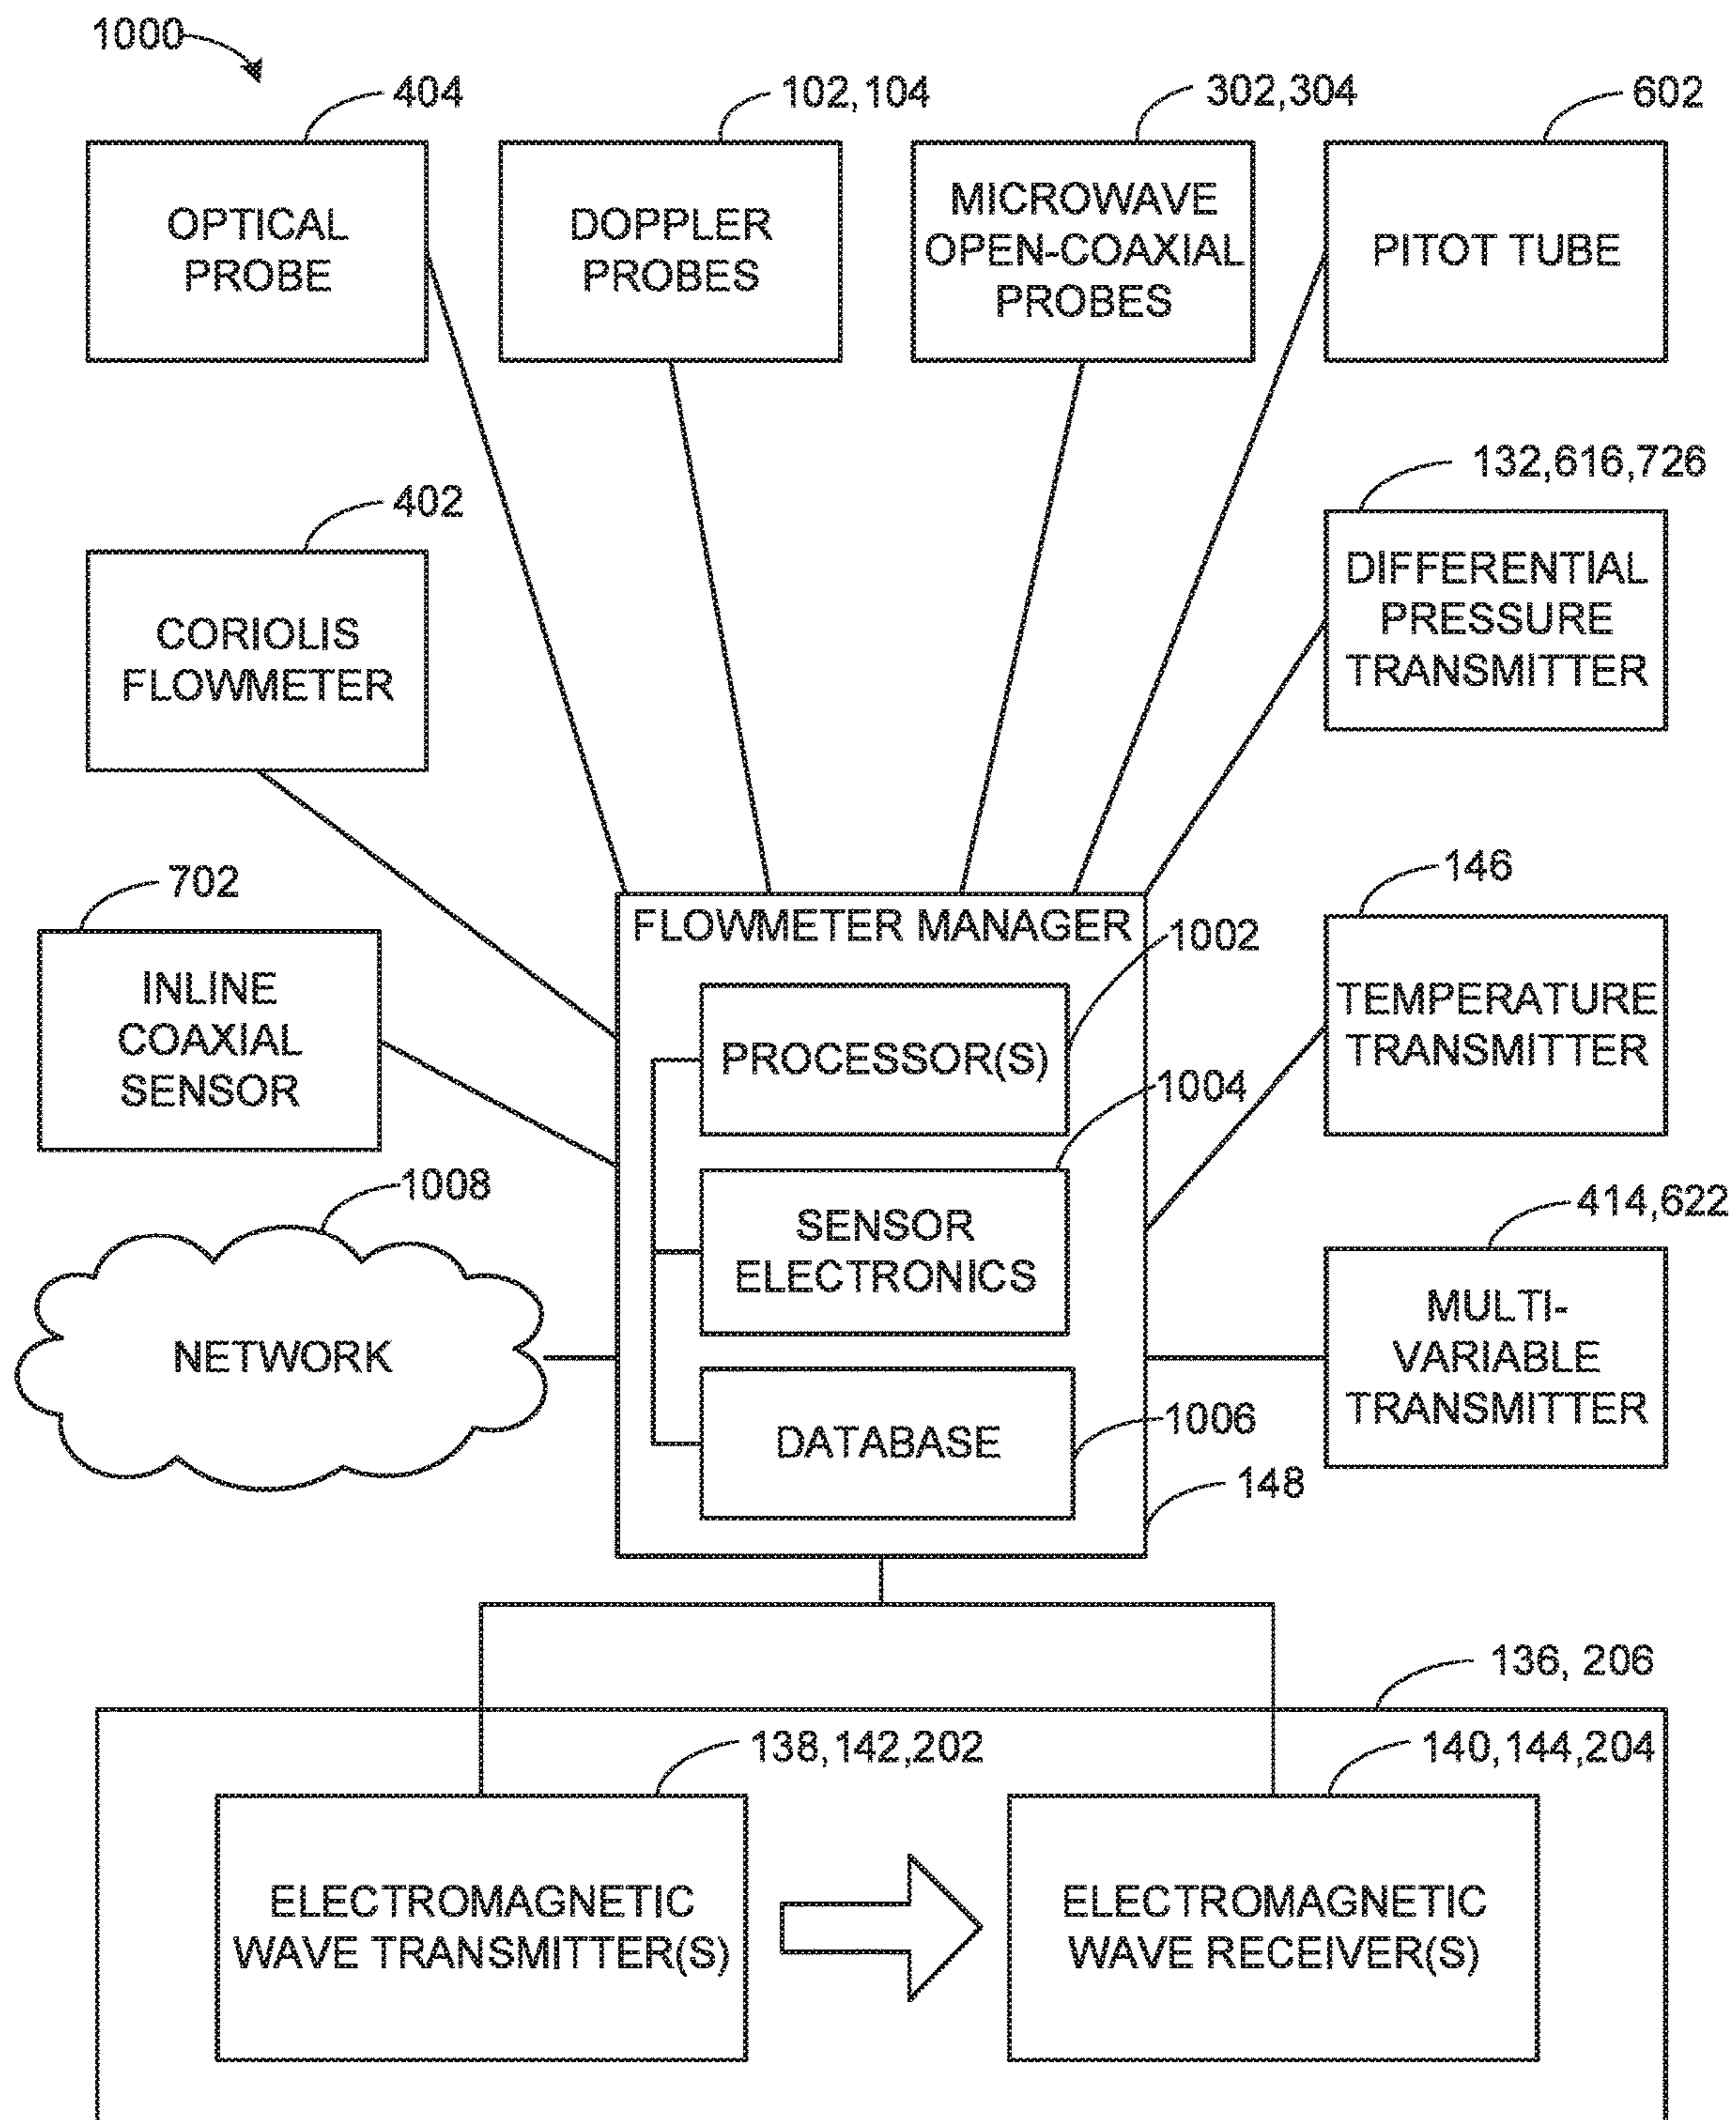 1000
404
102,104
302,304
602
OPTICAL
PROBE
DOPPLER
PROBES
MICROWAVE
OPEN-COAXIAL
PROBES
PITOT TUBE
132,616,726
402
DIFFERENTIAL
PRESSURE
TRANSMITTER
CORIOLIS
FLOWMETER
702
146
FLOWMETER MANAGER
1002
INLINE
COAXIAL
SENSOR
PROCESSOR(S)
TEMPERATURE
TRANSMITTER
1004
1008
414,622
SENSOR
ELECTRONICS
NETWORK
MULTI-
VARIABLE
TRANSMITTER
DATABASE
1006
148
136, 206
138,142,202
140,144,204
ELECTROMAGNETIC
WAVE TRANSMITTER(S)
ELECTROMAGNETIC
WAVE RECEIVER(S)